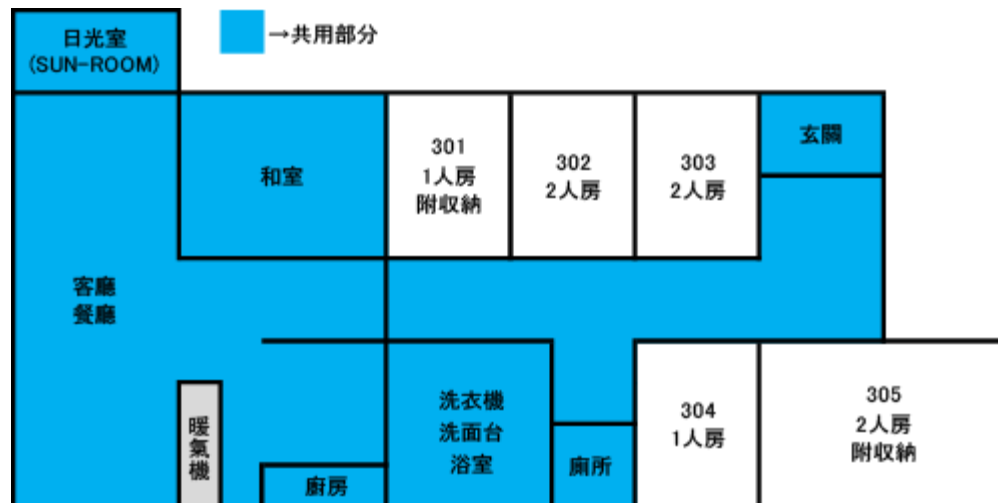 日光室
(SUN-ROOM)
→共用部分
和室
301
1人房
附収納
302
2人房
303
2人房
玄關
客廳
餐廳
暖氣機
廚房
洗衣機
洗面台
浴室
廁所
304
1人房
305
2人房
附收納